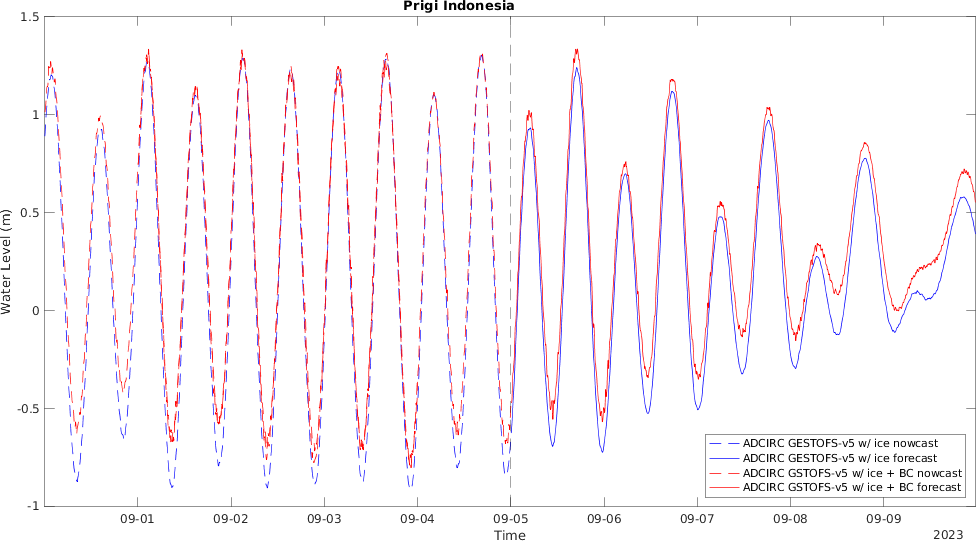 Prigi Indonesia
1.5
1
0.5
0
-0.5
-1
Water Level (m)
09-01 09-02 09-03 09-04 09-05 09-06 09-07 09-08 09-09
Time
2023
ADCIRC GESTOFS-v5 w/ ice nowcast
ADCIRC GESTOFS-v5 w/ ice forecast
ADCIRC GSTOFS-v5 w/ ice + BC nowcast
ADCIRC GSTOFS-v5 w/ ice + BC forecast